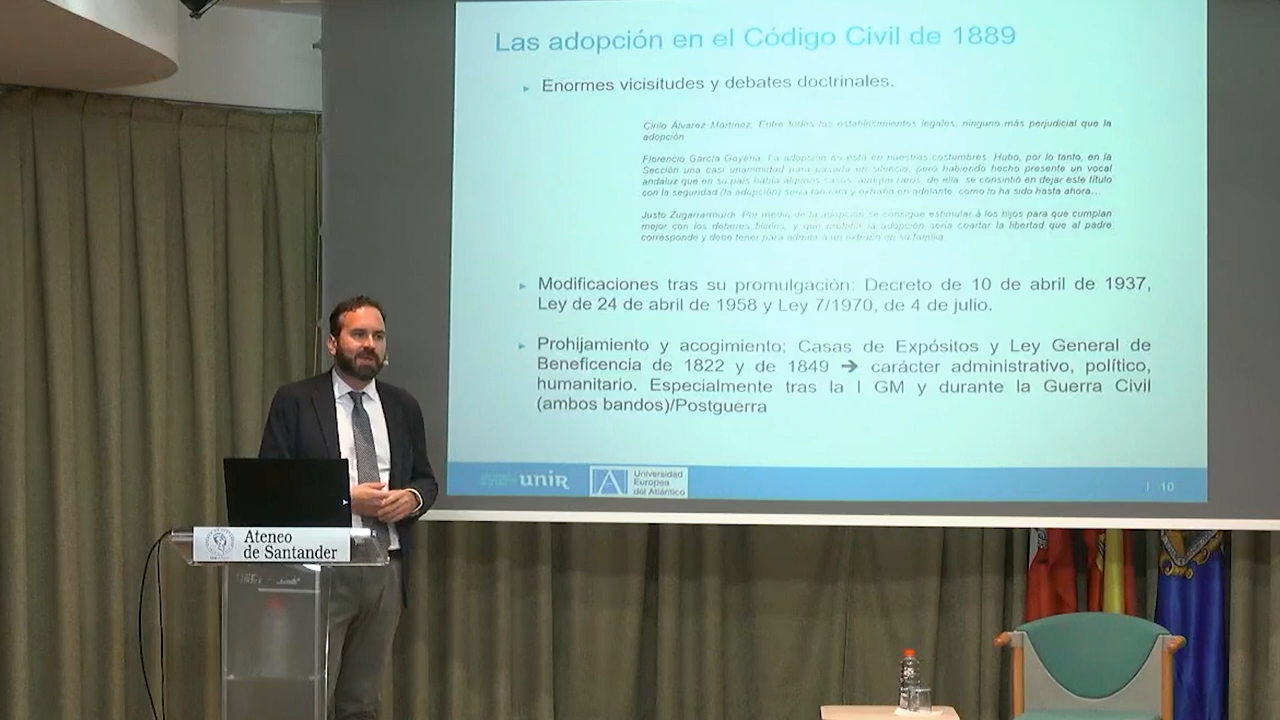 Las adopción en el Código Civil de 1889
▸ Enormes vicisitudes y debates doctrinales.
Cirilo Álvarez Martínez. Entre todos los establecimientos legales, ninguno más perjudicial que la
adopción
Florencio García Goyena. La adopción no está en nuestras costumbres. Hubo, por lo tanto, en la
Sección una casi unanimidad para pasarla en silencio, pero habiendo hecho presente un vocal
andaluz que en su país había algunos casos, aunque raros, de ella, se consintió en dejar este título
con la seguridad (la adopción) sería tan rara y extraña en adelante, como lo ha sido hasta ahora…
Justo Zugarramurdi. Por medio de la adopción se consigue estimular á los hijos para que cumplan
mejor con los deberes filiales, y que prohibir la adopción sería coartar la libertad que al padre
corresponde y debe tener para admitir a un extraño en su familia
▸ Modificaciones tras su promulgación: Decreto de 10 de abril de 1937,
Ley de 24 de abril de 1958 y Ley 7/1970, de 4 de julio.
▸ Prohijamiento y acogimiento: Casas de Expósitos y Ley General de
Beneficencia de 1822 y de 1849 ➔ carácter administrativo, político,
humanitario. Especialmente tras la I GM y durante la Guerra Civil
(ambos bandos)/Postguerra
unir
Universidad
Europea
del Atlántico
| 10
Ateneo
de Santander